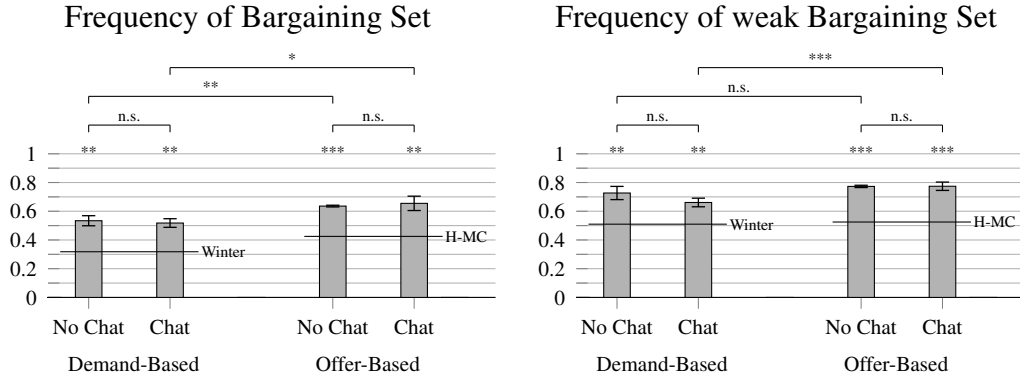 Frequency of Bargaining Set
*
**
n.s.
n.s.
**
**
***
**
1
0.8
0.6
0.4
0.2
0
Winter
H-MC
No Chat
Chat
No Chat
Chat
Demand-Based
Offer-Based
Frequency of weak Bargaining Set
***
n.s.
n.s.
n.s.
**
**
***
***
1
0.8
0.6
0.4
0.2
0
Winter
H-MC
No Chat
Chat
No Chat
Chat
Demand-Based
Offer-Based